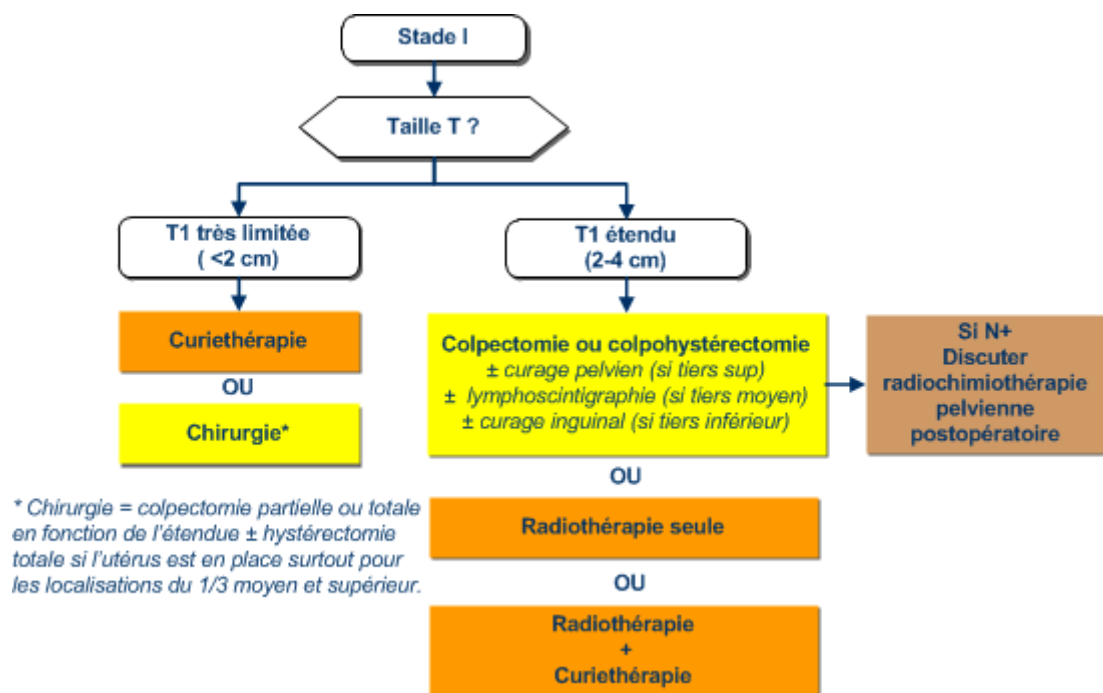 Stade I
Taille T ?
T1 très limitée
( <2 cm)
Curiethérapie
OU
Chirurgie*
* Chirurgie = colpectomie partielle ou totale
en fonction de l'étendue ± hystérectomie
totale si l'utérus est en place surtout pour
les localisations du 1/3 moyen et supérieur.
T1 étendu
(2-4 cm)
Colpectomie ou colpohystérectomie
± curage pelvien (si tiers sup)
± lymphoscintigraphie (si tiers moyen)
± curage inguinal (si tiers inférieur)
OU
Radiothérapie seule
OU
Radiothérapie
+
Curiethérapie
Si N+
Discuter
radiochimiothérapie
pelvienne
postopératoire